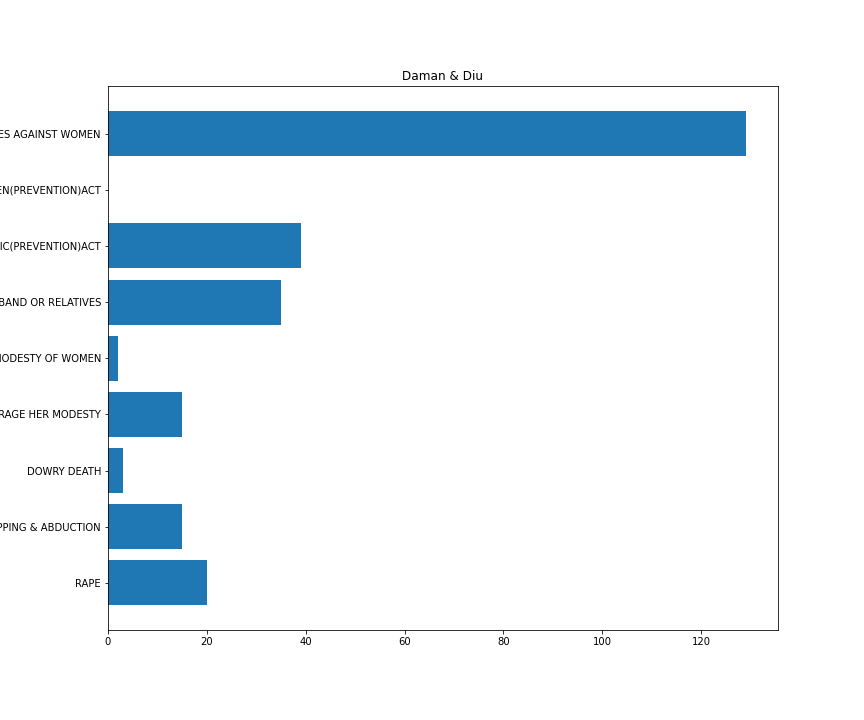 Daman & Diu
ES AGAINST WOMEN
EN(PREVENTION)ACT
IC(PREVENTION)ACT
BAND OR RELATIVES
MODESTY OF WOMEN
RAGE HER MODESTY
DOWRY DEATH
PPING & ABDUCTION
RAPE
0 20 40 60 80 100 120